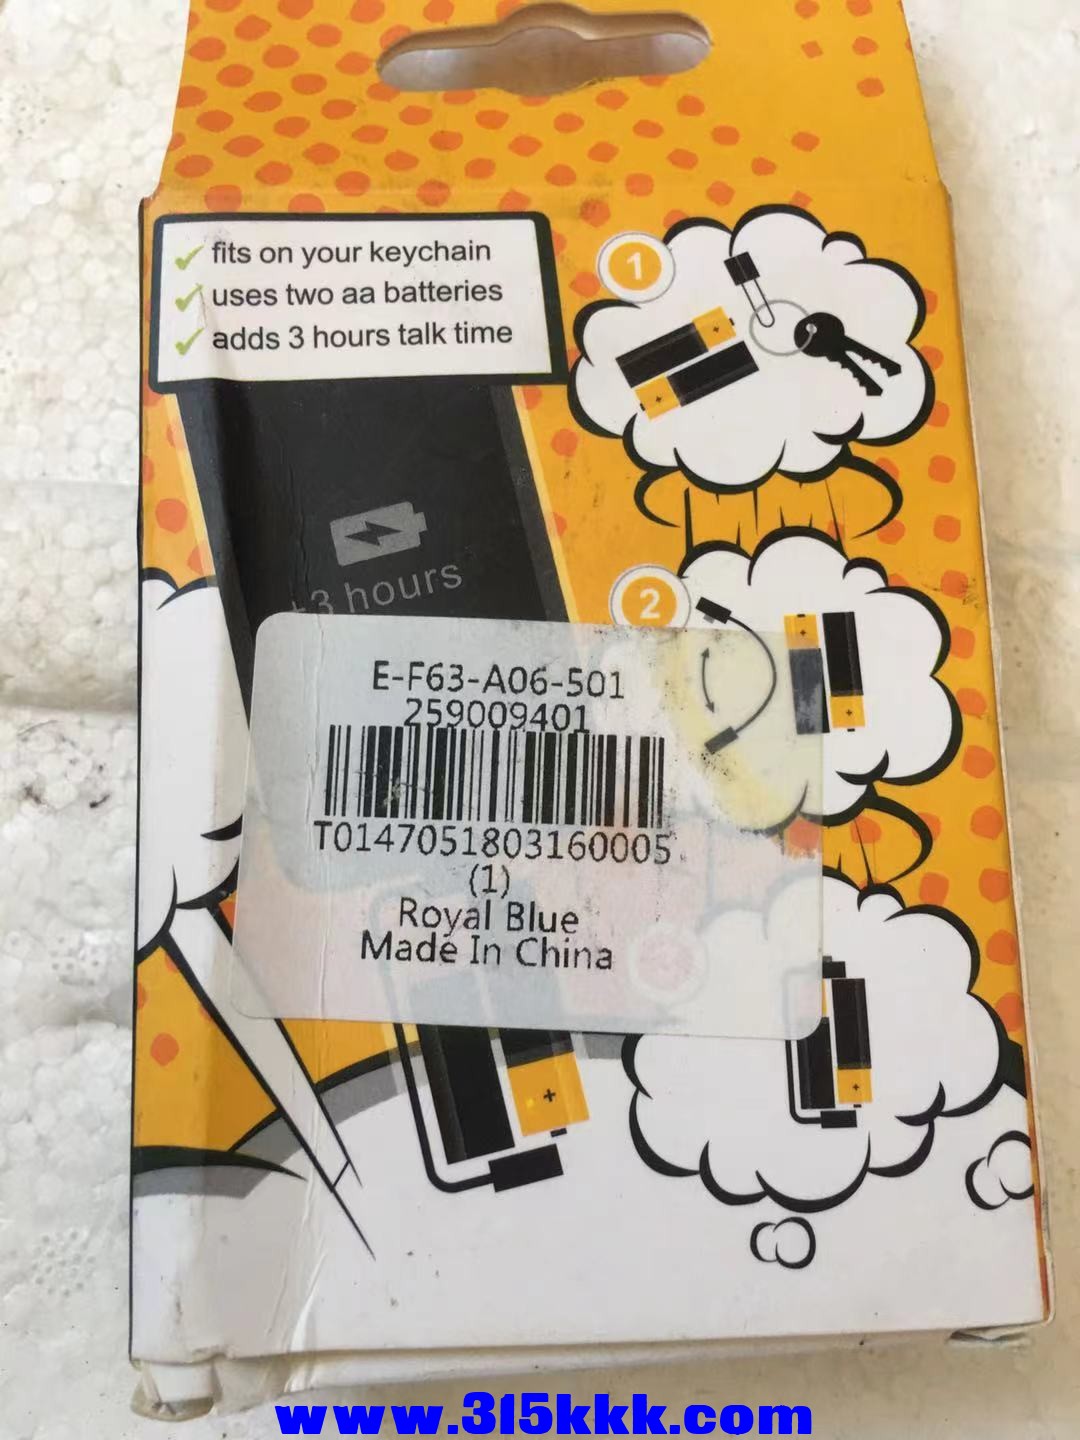 fits on your keychain
uses two aa batteries
adds 3 hours talk time
1
+3 hours
2
E-F63-A06-501
259009401
T0147051803160005
(1)
Royal Blue
Made In China
www.315kkk.com